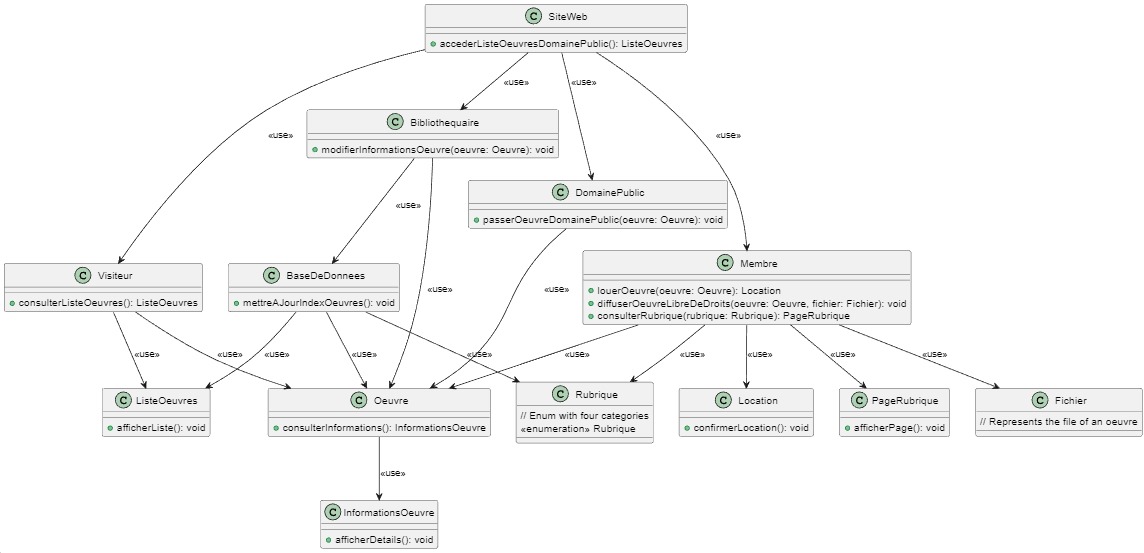 C SiteWeb
accederListeOeuvresDomainePublic(): ListeOeuvres
«use»
«use»
C Bibliothequaire
modifierInformationsOeuvre(oeuvre: Oeuvre): void
«use»
«use»
C DomainePublic
passerOeuvreDomainePublic(oeuvre: Oeuvre): void
«use»
C Visiteur
consulterListeOeuvres(): ListeOeuvres
C BaseDeDonnees
mettreAJourIndexOeuvres(): void
«use»
«use»
C Membre
louerOeuvre(oeuvre: Oeuvre): Location
diffuserOeuvreLibreDeDroits(oeuvre: Oeuvre, fichier: Fichier): void
consulterRubrique(rubrique: Rubrique): PageRubrique
«use»
«use»
«use»
«use»
«use»
«use»
«use»
«use»
«use»
«use»
C ListeOeuvres
afficherListe(): void
C Oeuvre
consulterInformations(): InformationsOeuvre
C Rubrique
// Enum with four categories
«enumeration» Rubrique
C Location
confirmerLocation(): void
C PageRubrique
afficherPage(): void
C Fichier
// Represents the file of an oeuvre
«use»
C InformationsOeuvre
afficherDetails(): void